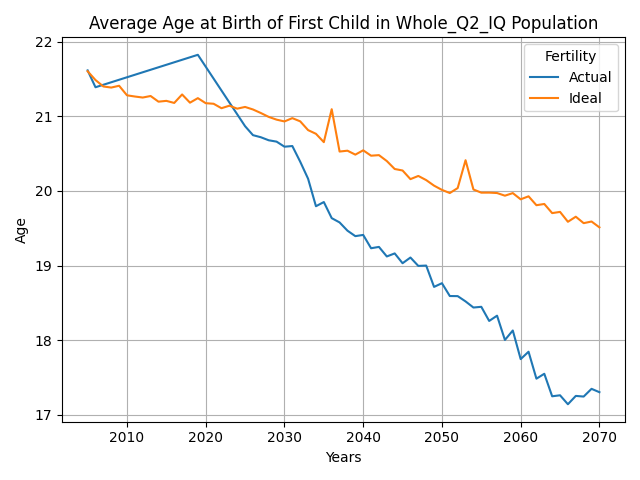 Average Age at Birth of First Child in Whole_Q2_IQ Population
22
21
20
19
18
17
Age
Fertility
Actual
Ideal
2010 2020 2030 2040 2050 2060 2070
Years